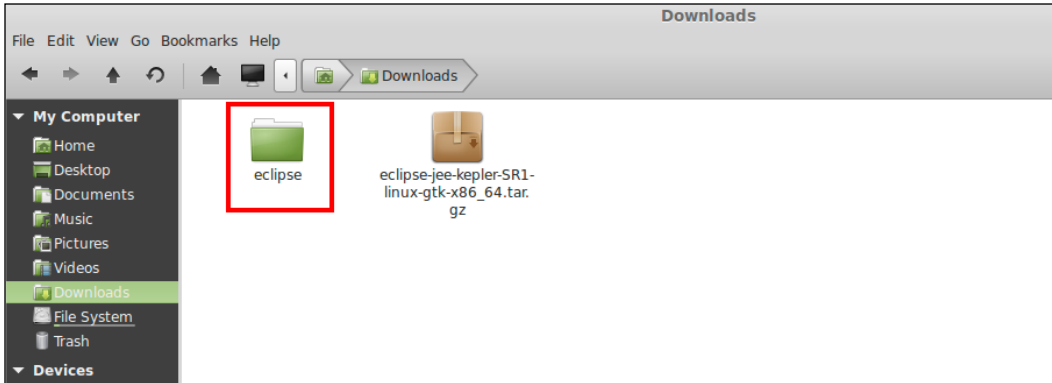 Downloads
File Edit View Go Bookmarks Help
Downloads
My Computer
Home
Desktop
Documents
Music
Pictures
Videos
Downloads
File System
Trash
Devices
eclipse
eclipse-jee-kepler-SR1-
linux-gtk-x86_64.tar.
gz